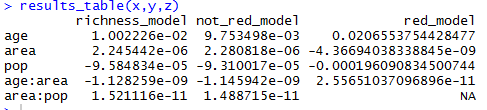 > results_table(x,y,z)
richness_model not_red_model red_model
age 1.002226e-02 9.753498e-03 0.0206553754428477
area 2.245442e-06 2.280818e-06 -4.36694038338845e-09
pop -9.584834e-05 -9.310017e-05 -0.000196090834500744
age:area -1.128259e-09 -1.145942e-09 2.55651037096896e-11
area:pop 1.521116e-11 1.488715e-11 NA